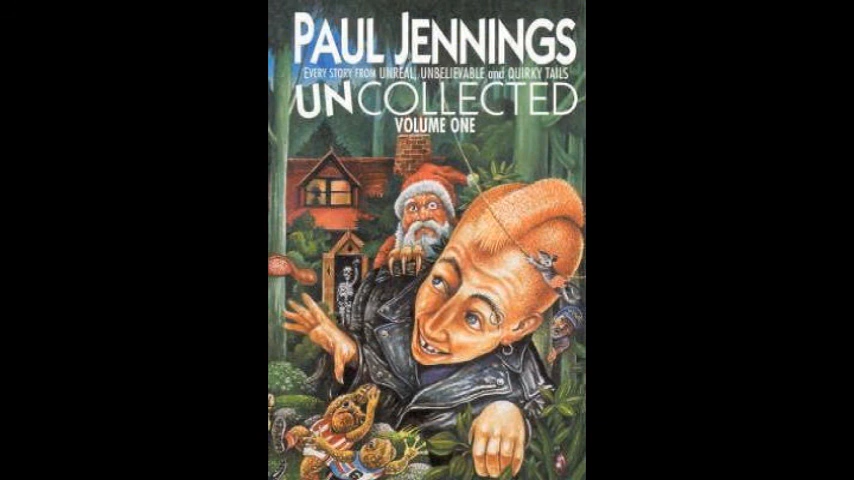 PAUL JENNINGS
EVERY STORY FROM UNREAL, UNBELIEVABLE and QUIRKY TAILS
UNCOLLECTED
VOLUME ONE